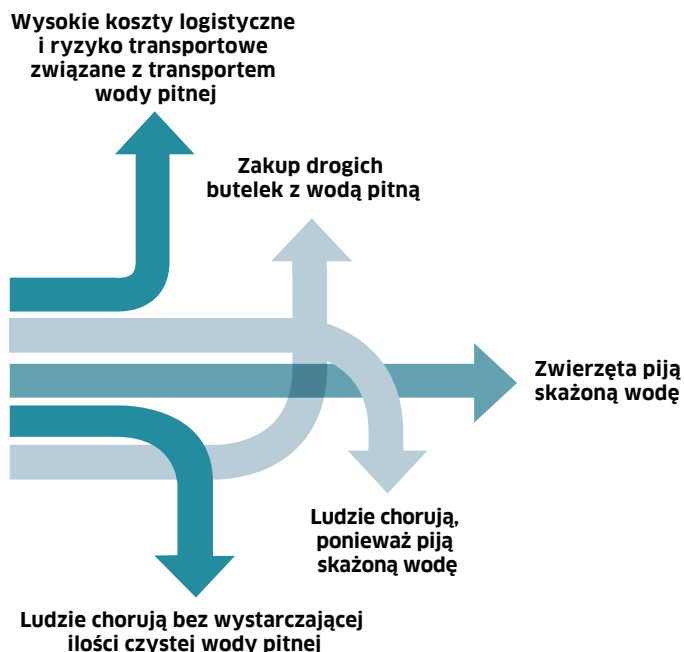 Wysokie koszty logistyczne
i ryzyko transportowe
związane z transportem
wody pitnej
Zakup drogich
butelek z wodą pitną
Zwierzęta piją
skażoną wodę
Ludzie chorują,
ponieważ piją
skażoną wodę
Ludzie chorują bez wystarczającej
ilości czystej wody pitnej